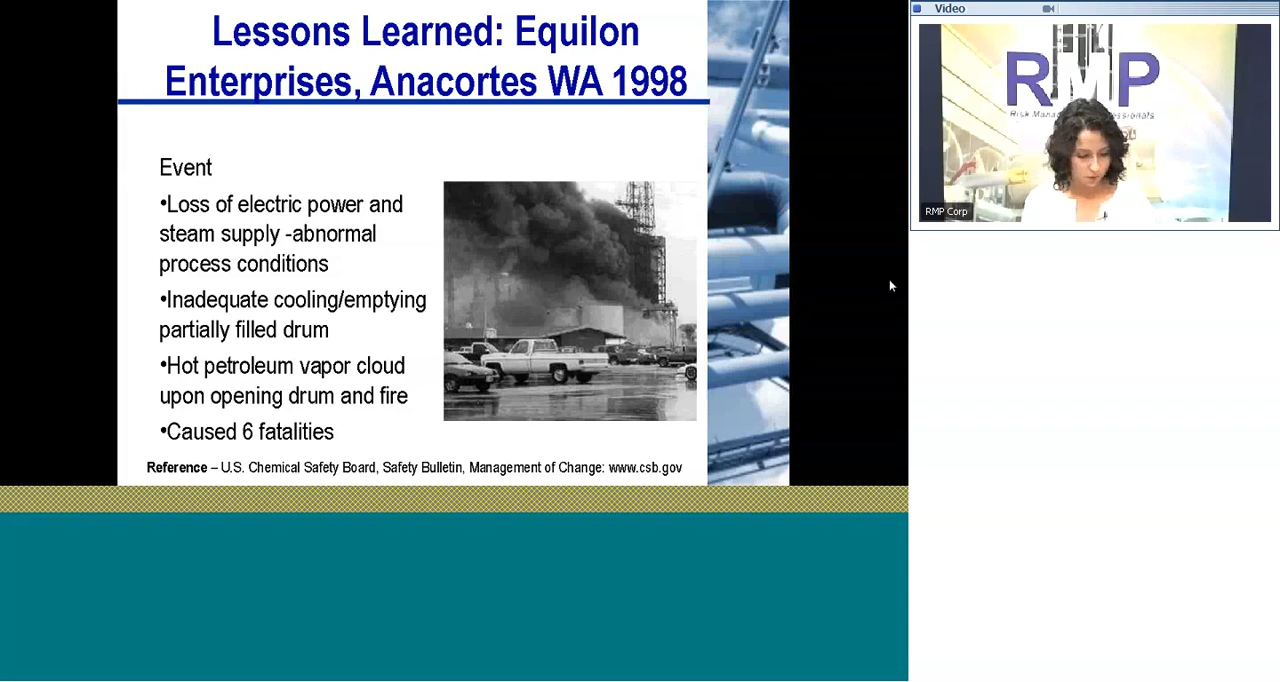 Lessons Learned: Equilon
Enterprises, Anacortes WA 1998
Event
•Loss of electric power and
steam supply -abnormal
process conditions
•Inadequate cooling/emptying
partially filled drum
•Hot petroleum vapor cloud
upon opening drum and fire
•Caused 6 fatalities
Reference – U.S. Chemical Safety Board, Safety Bulletin, Management of Change: www.csb.gov
Video
RMP
RMP Corp